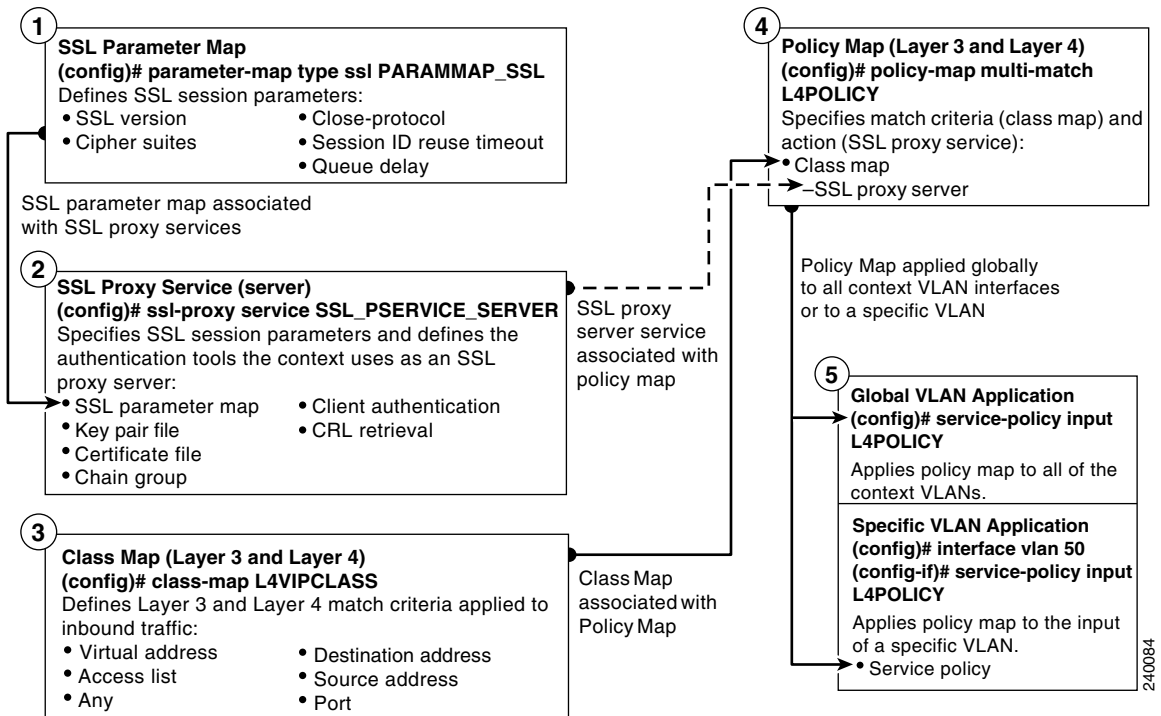 1
SSL Parameter Map
(config)# parameter-map type ssl PARAMMAP_SSL
Defines SSL session parameters:
• SSL version
• Cipher suites
• Close-protocol
• Session ID reuse timeout
• Queue delay
SSL parameter map associated
with SSL proxy services
2
SSL Proxy Service (server)
(config)# ssl-proxy service SSL_PSERVICE_SERVER
Specifies SSL session parameters and defines the
authentication tools the context uses as an SSL
proxy server:
• SSL parameter map
• Key pair file
• Certificate file
• Chain group
• Client authentication
• CRL retrieval
SSL proxy
server service
associated with
policy map
3
Class Map (Layer 3 and Layer 4)
(config)# class-map L4VIPCLASS
Defines Layer 3 and Layer 4 match criteria applied to
inbound traffic:
• Virtual address
• Access list
• Any
• Destination address
• Source address
• Port
Class Map
associated with
Policy Map
4
Policy Map (Layer 3 and Layer 4)
(config)# policy-map multi-match
L4POLICY
Specifies match criteria (class map) and
action (SSL proxy service):
• Class map
–SSL proxy server
Policy Map applied globally
to all context VLAN interfaces
or to a specific VLAN
5
Global VLAN Application
(config)# service-policy input
L4POLICY
Applies policy map to all of the
context VLANs.
Specific VLAN Application
(config)# interface vlan 50
(config-if)# service-policy input
L4POLICY
Applies policy map to the input
of a specific VLAN.
• Service policy
240084